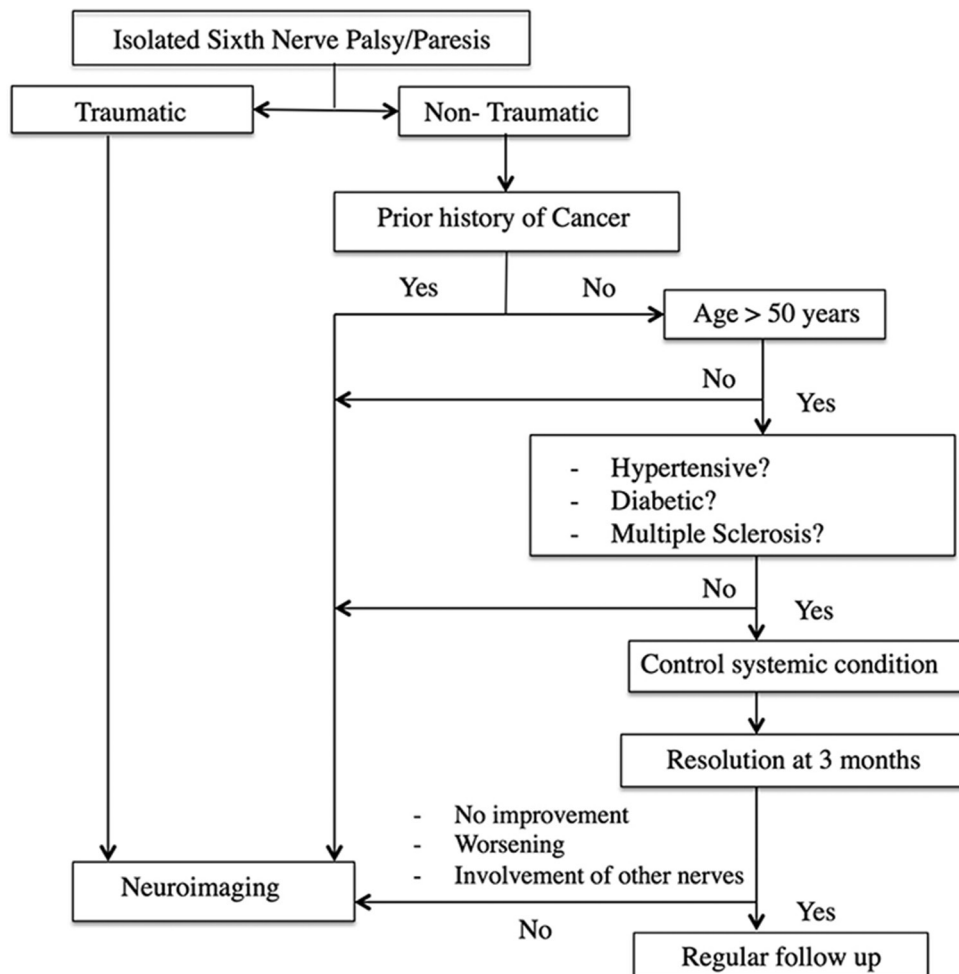 Isolated Sixth Nerve Palsy/Paresis
Traumatic
Non- Traumatic
Prior history of Cancer
Yes
No
Age > 50 years
No
Yes
- Hypertensive?
- Diabetic?
- Multiple Sclerosis?
No
Yes
Control systemic condition
Resolution at 3 months
- No improvement
- Worsening
- Involvement of other nerves
Neuroimaging
No
Yes
Regular follow up